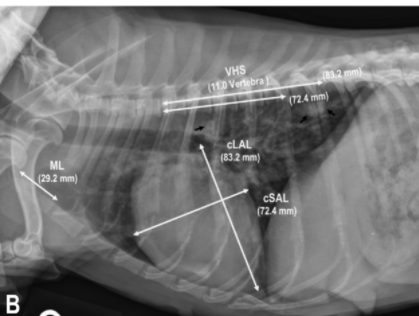 VHS
(11.0 Vertebra )
(83.2 mm)
(72.4 mm)
cLAL
(83.2 mm)
ML
(29.2 mm)
cSAL
(72.4 mm)
B